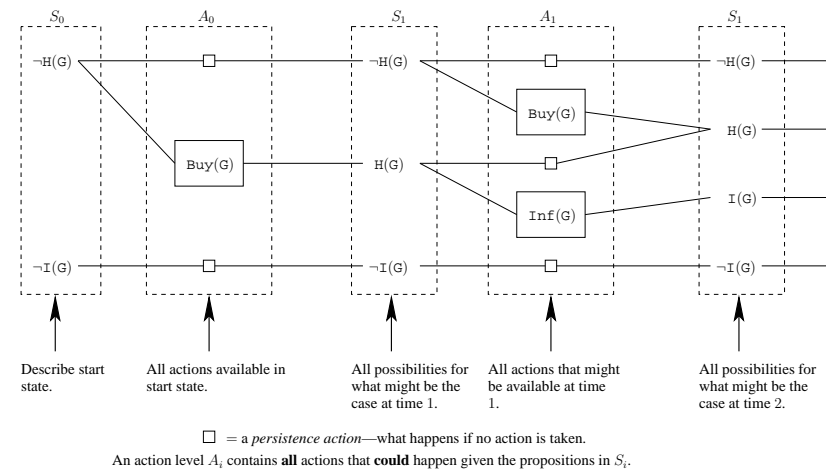 S₀ A₀ S₁ A₁ S₁
¬H(G) ¬H(G) ¬H(G)
Buy(G) H(G)
Buy(G) H(G)
Inf(G) I(G)
¬I(G) ¬I(G) ¬I(G)
Describe start
state.
All actions available in
start state.
All possibilities for
what might be the
case at time 1.
All actions that might
be available at time
1.
All possibilities for
what might be the
case at time 2.
= a persistence action—what happens if no action is taken.
An action level Aᵢ contains all actions that could happen given the propositions in Sᵢ.